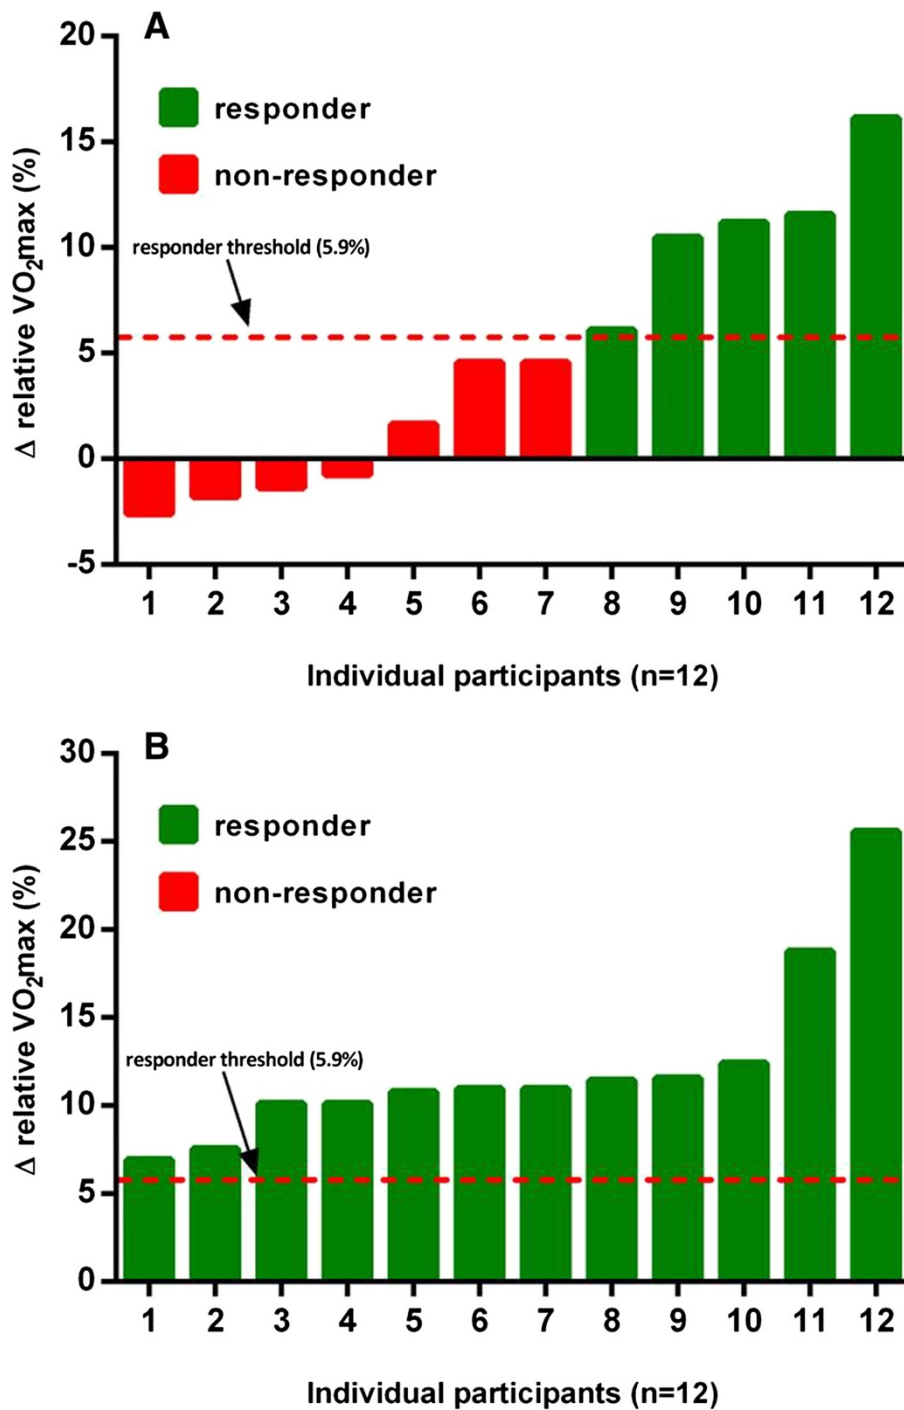 A
20
responder
15
non-responder
responder threshold (5.9%)
10
5
0
-5
Δ relative VO₂max (%)
1 2 3 4 5 6 7 8 9 10 11 12
Individual participants (n=12)
B
30
25
responder
non-responder
20
15
responder threshold (5.9%)
10
5
0
Δ relative VO₂max (%)
1 2 3 4 5 6 7 8 9 10 11 12
Individual participants (n=12)